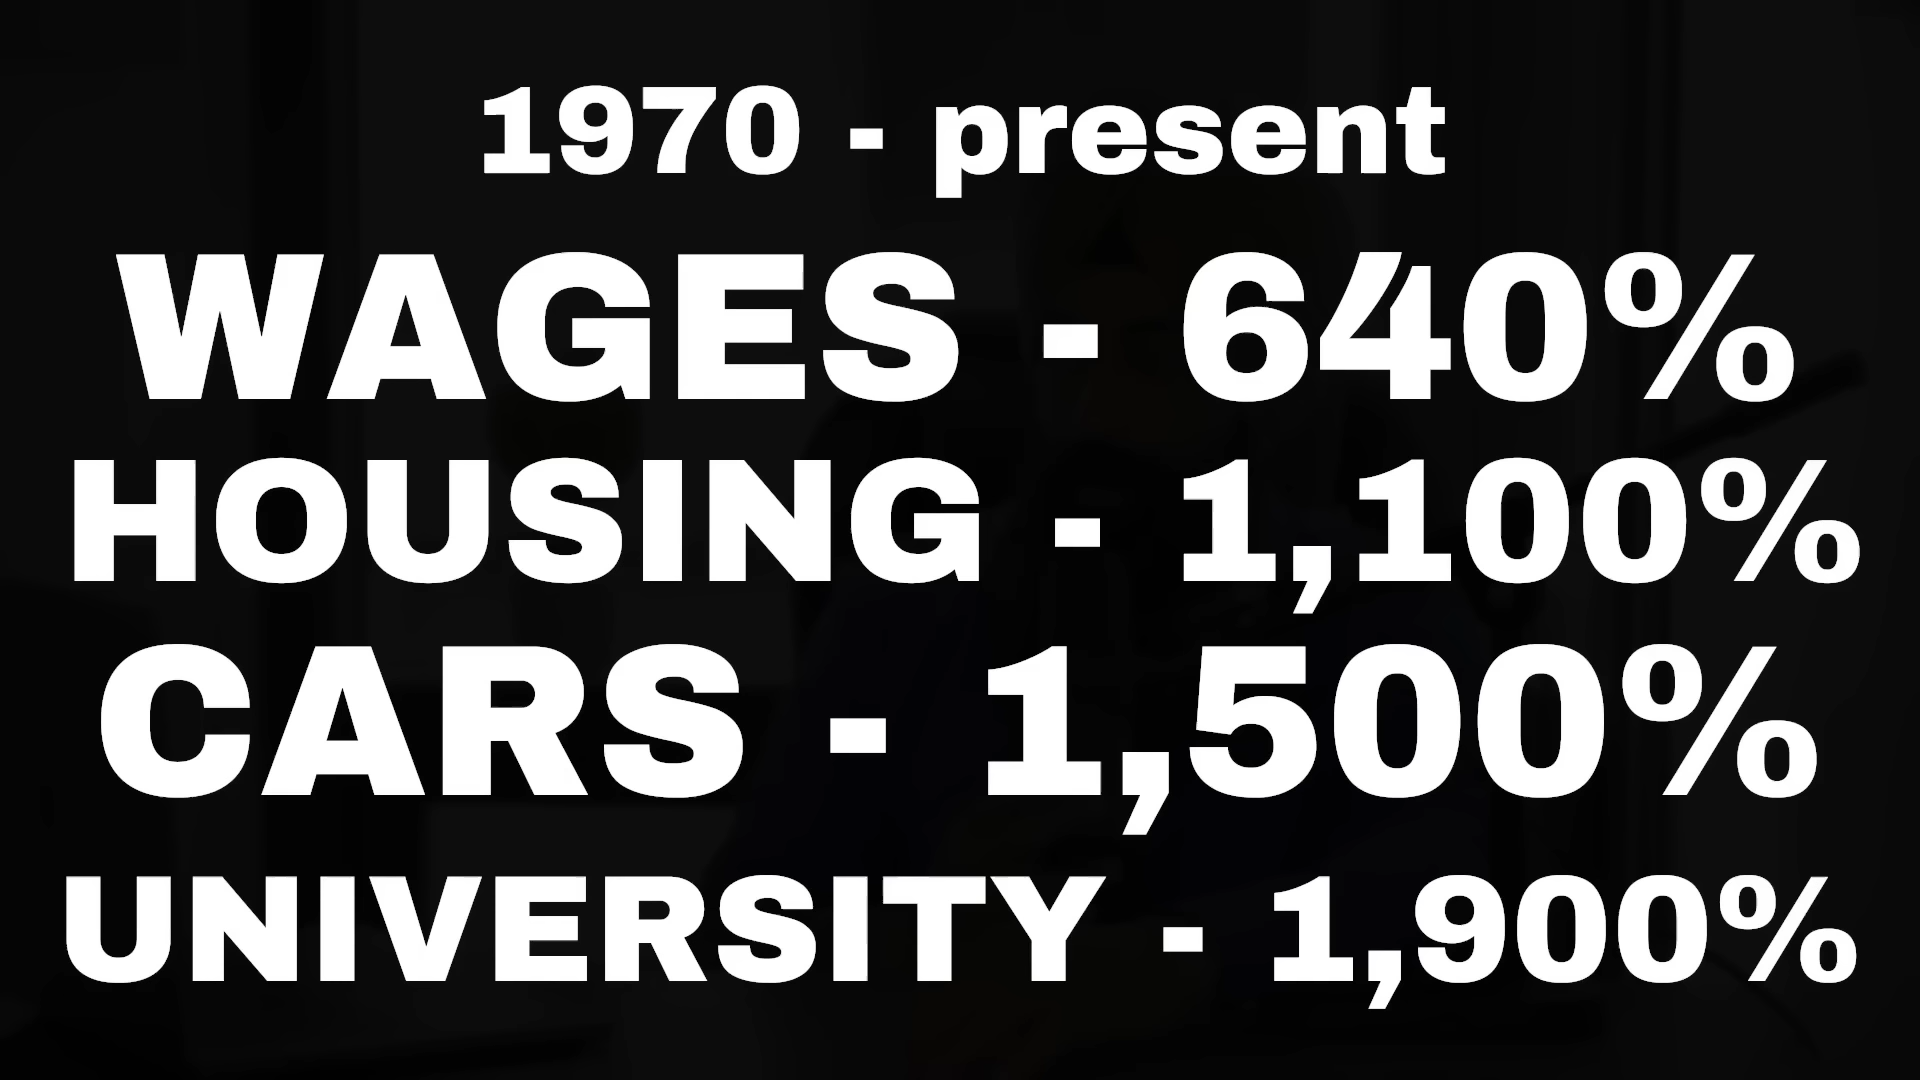 1970 - present
WAGES - 640%
HOUSING - 1,100%
CARS - 1,500%
UNIVERSITY - 1,900%